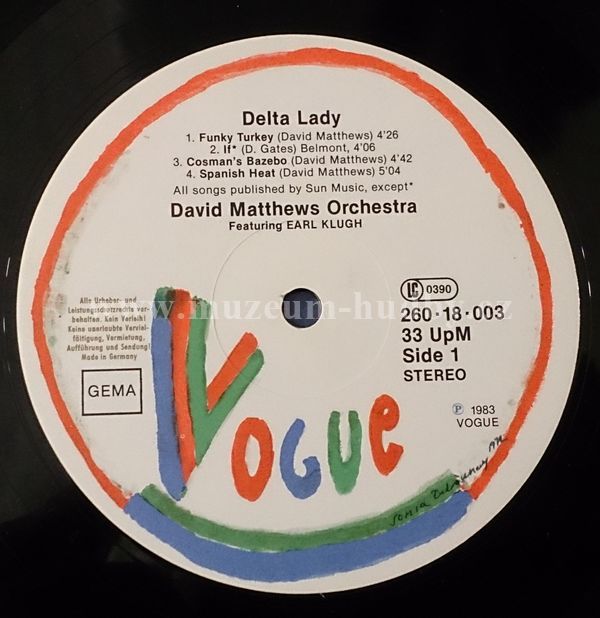 Delta Lady
1. Funky Turkey (David Matthews) 4'26
2. If* (D. Gates) Belmont, 4'06
3. Cosman's Bazebo (David Matthews) 4'42
4. Spanish Heat (David Matthews) 5'04
All songs published by Sun Music, except*
David Matthews Orchestra
Featuring EARL KLUGH
LC 0390
260·18·003
33 UpM
Side 1
STEREO
Alle Urheber- und
Leistungsschutzrechte vor-
behalten. Kein Verleih!
Keine unerlaubte Verviel-
fältigung, Vermietung,
Aufführung und Sendung!
Made in Germany
GEMA
www.muzeum-hudby.cz
VOGUE
℗ 1983
VOGUE
Sonia Delaunay